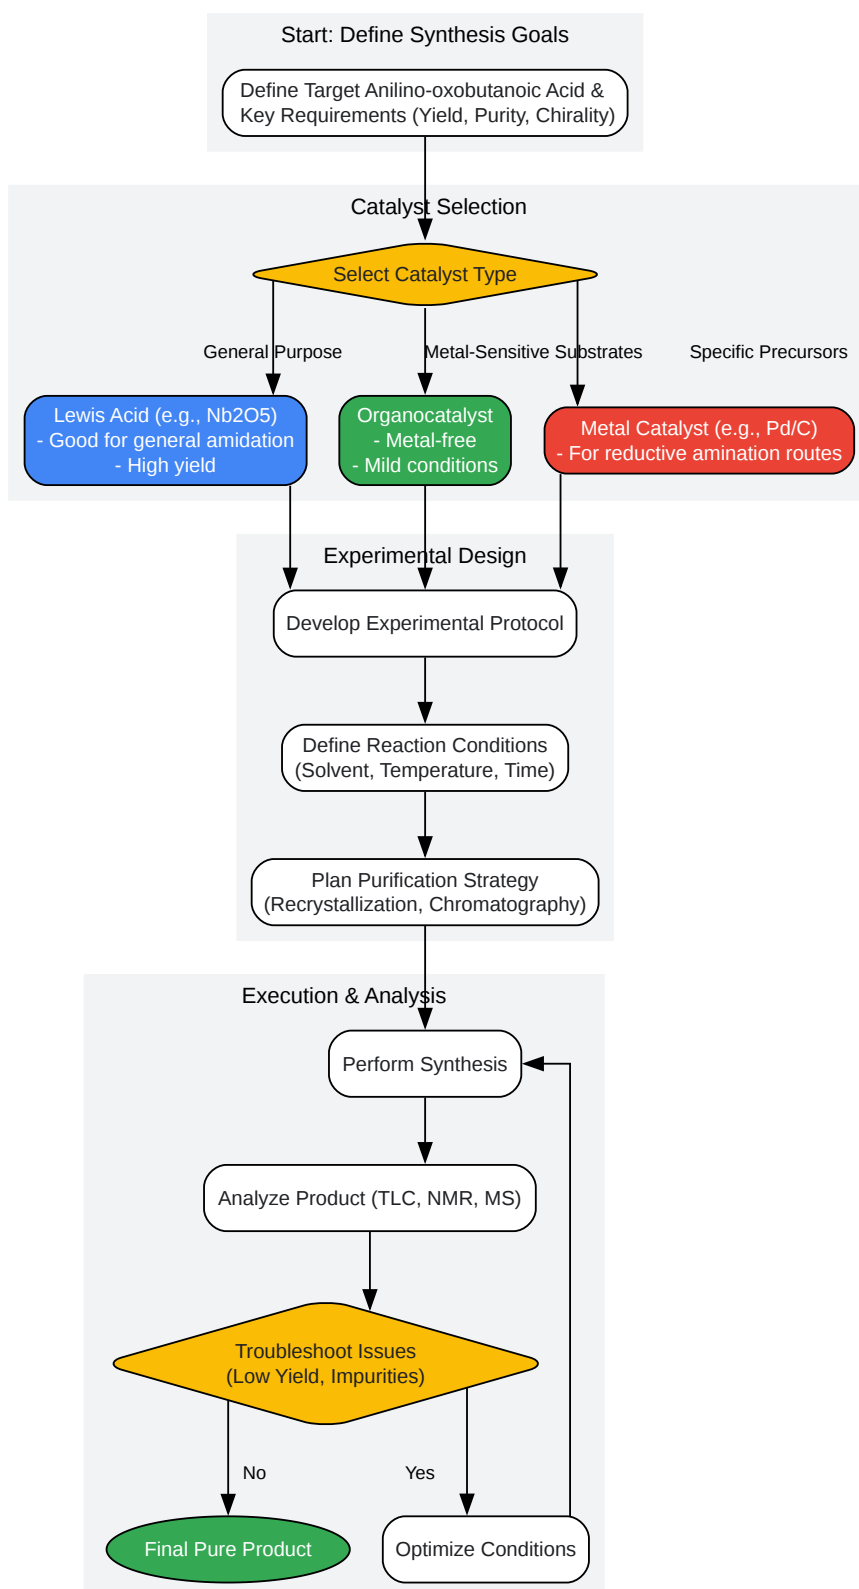 Start: Define Synthesis Goals
Define Target Anilino-oxobutanoic Acid &
Key Requirements (Yield, Purity, Chirality)
Catalyst Selection
Select Catalyst Type
General Purpose
Metal-Sensitive Substrates
Specific Precursors
Lewis Acid (e.g., Nb2O5)
- Good for general amidation
- High yield
Organocatalyst
- Metal-free
- Mild conditions
Metal Catalyst (e.g., Pd/C)
- For reductive amination routes
Experimental Design
Develop Experimental Protocol
Define Reaction Conditions
(Solvent, Temperature, Time)
Plan Purification Strategy
(Recrystallization, Chromatography)
Execution & Analysis
Perform Synthesis
Analyze Product (TLC, NMR, MS)
Troubleshoot Issues
(Low Yield, Impurities)
No
Yes
Final Pure Product
Optimize Conditions